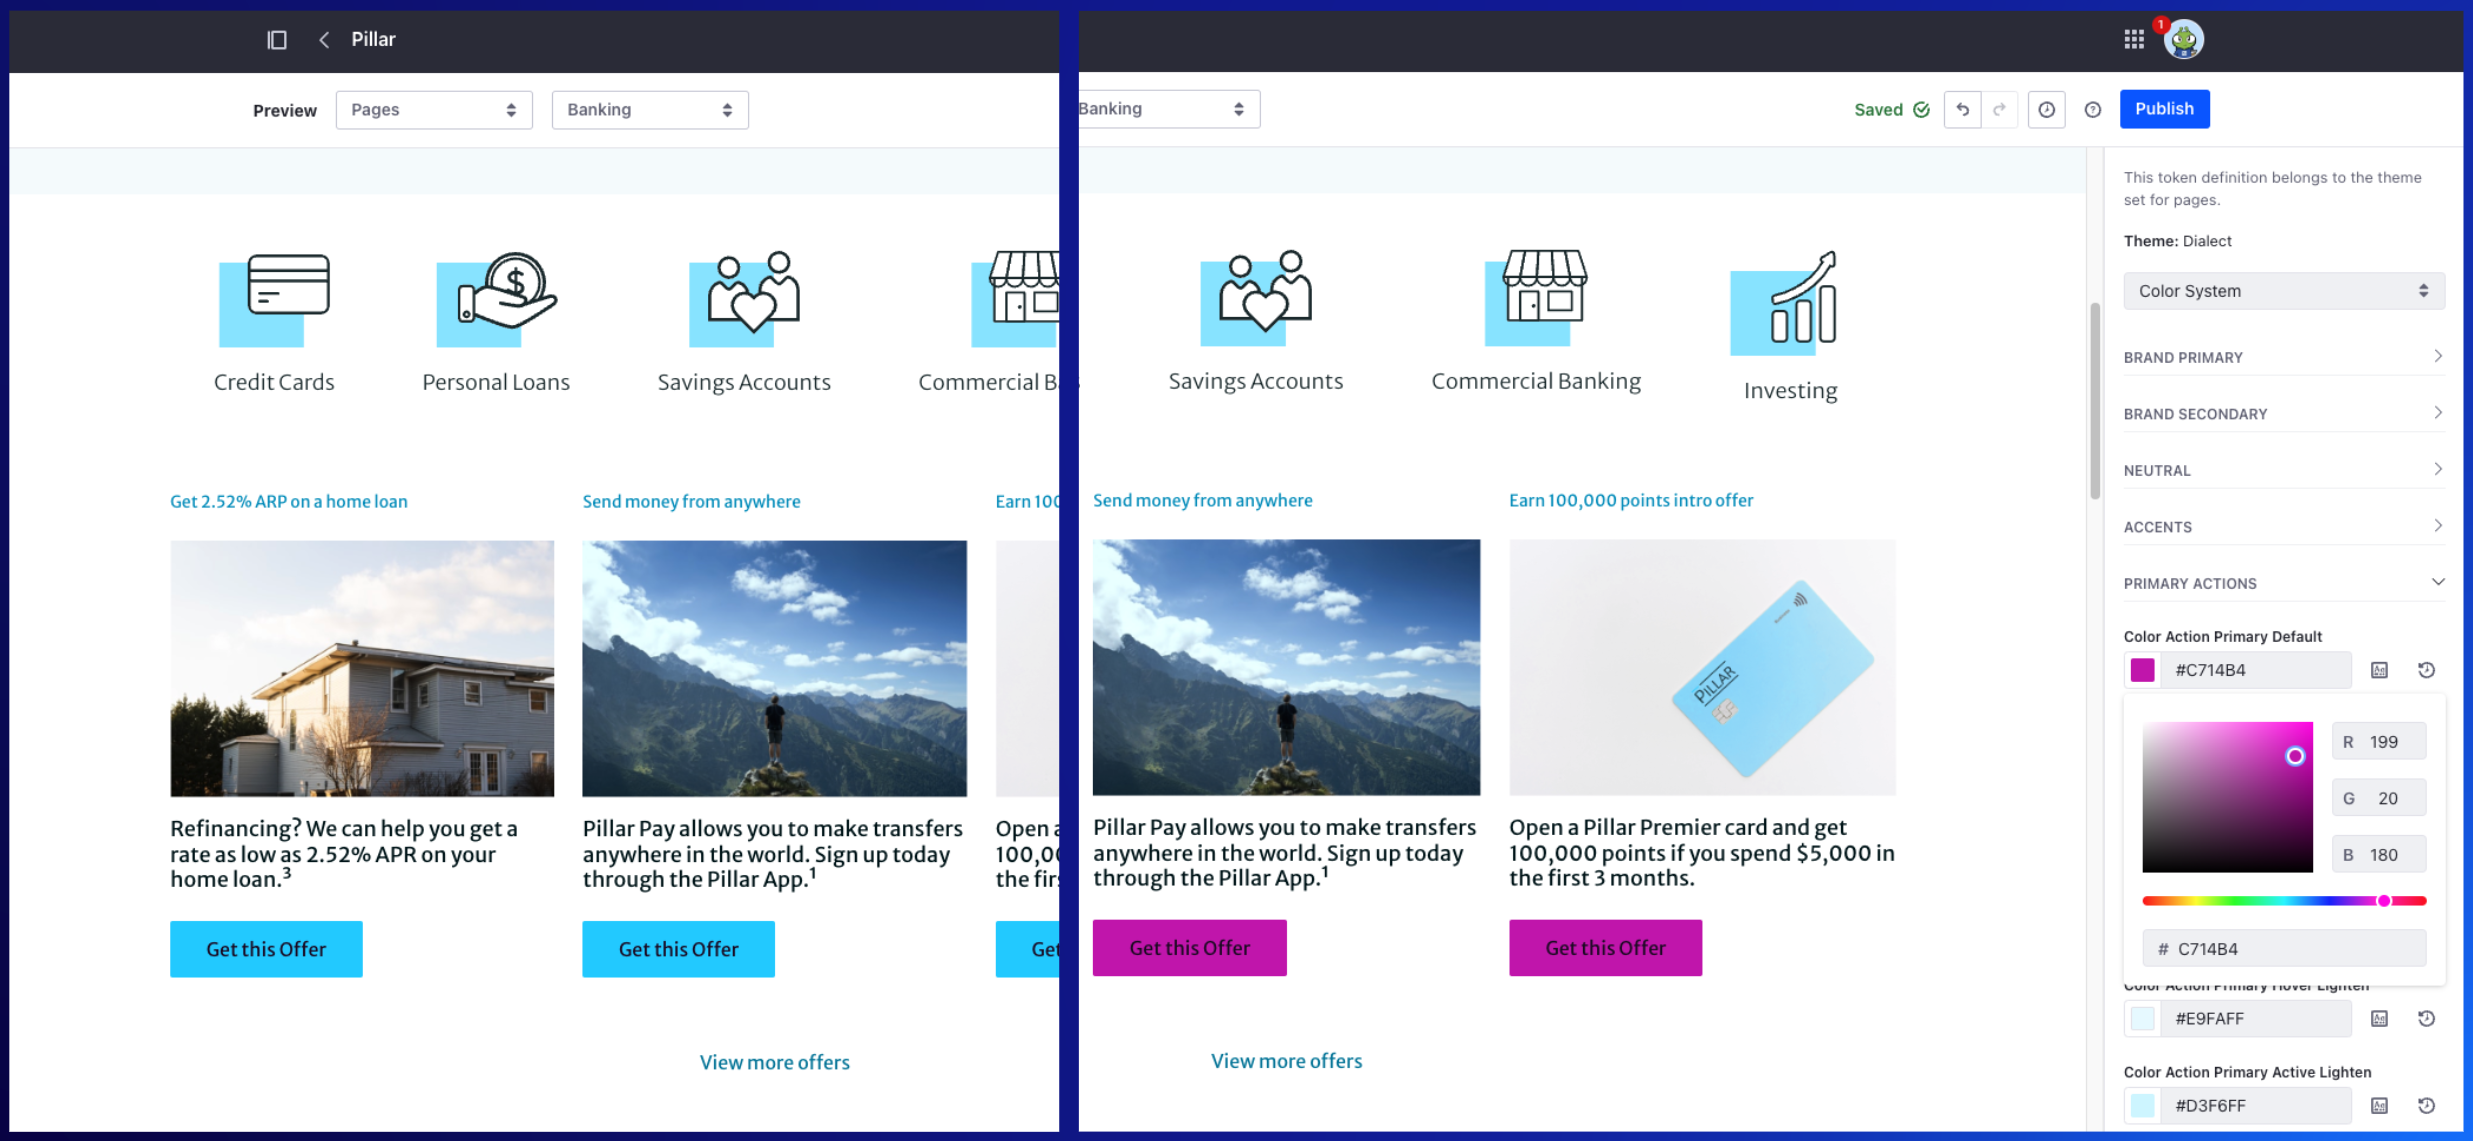 Pillar
Preview
Pages
Banking
Credit Cards
Personal Loans
Savings Accounts
Commercial Ba
Get 2.52% ARP on a home loan
Send money from anywhere
Earn 100
Refinancing? We can help you get a
rate as low as 2.52% APR on your
home loan.3
Pillar Pay allows you to make transfers
anywhere in the world. Sign up today
through the Pillar App.1
Open a
100,00
the firs
Get this Offer
Get this Offer
Get
View more offers
1
Banking
Saved
Publish
s
Savings Accounts
Commercial Banking
Investing
Send money from anywhere
Earn 100,000 points intro offer
PILLAR
Pillar Pay allows you to make transfers
anywhere in the world. Sign up today
through the Pillar App.1
Open a Pillar Premier card and get
100,000 points if you spend $5,000 in
the first 3 months.
Get this Offer
Get this Offer
View more offers
This token definition belongs to the theme
set for pages.
Theme: Dialect
Color System
BRAND PRIMARY
BRAND SECONDARY
NEUTRAL
ACCENTS
PRIMARY ACTIONS
Color Action Primary Default
#C714B4
R 199
G 20
B 180
# C714B4
Color Action Primary Hover Lighten
#E9FAFF
Color Action Primary Active Lighten
#D3F6FF